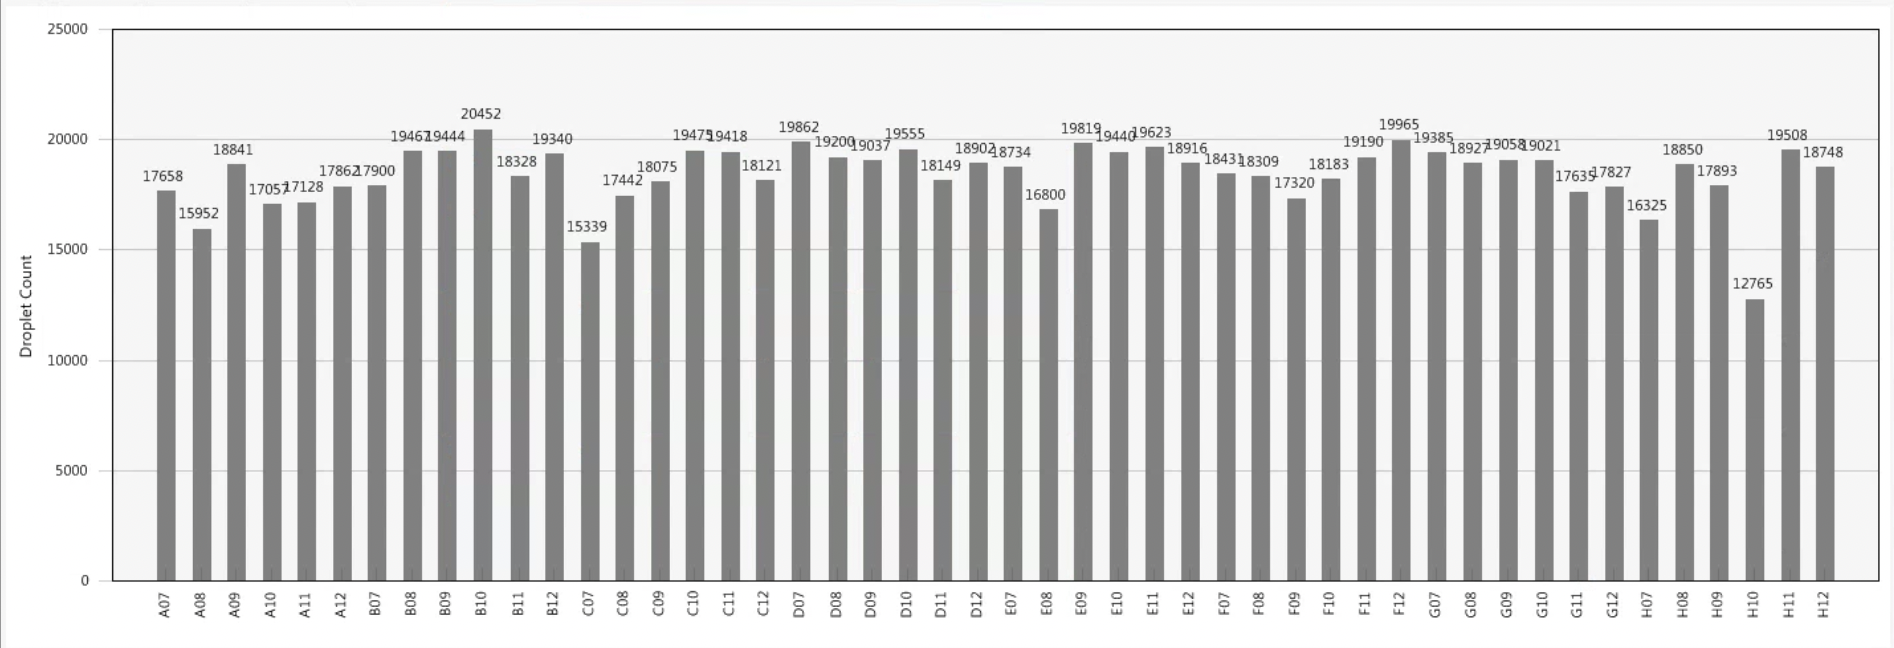 25000
20000
15000
10000
5000
0
Droplet Count
17658
15952
18841
17057
17128
17862
17900
19467
19444
20452
18328
19340
15339
17442
18075
19475
19418
18121
19862
19200
19037
19555
18149
18902
18734
16800
19819
19440
19623
18916
18431
18309
17320
18183
19190
19965
19385
18927
19058
19021
17635
17827
16325
18850
17893
12765
19508
18748
A07
A08
A09
A10
A11
A12
B07
B08
B09
B10
B11
B12
C07
C08
C09
C10
C11
C12
D07
D08
D09
D10
D11
D12
E07
E08
E09
E10
E11
E12
F07
F08
F09
F10
F11
F12
G07
G08
G09
G10
G11
G12
H07
H08
H09
H10
H11
H12